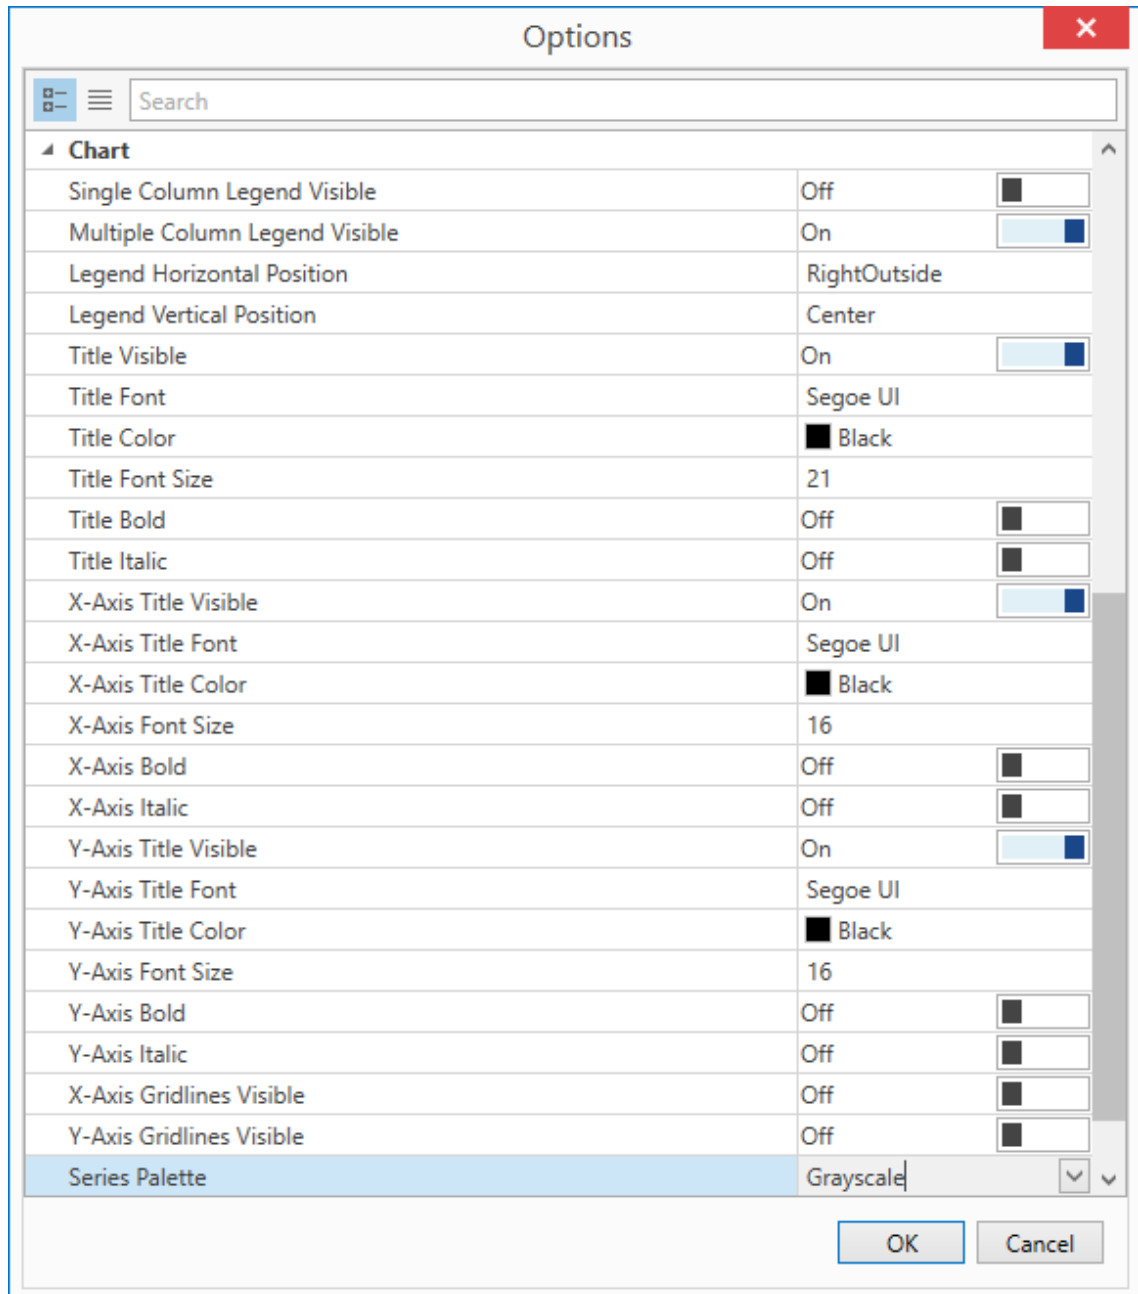 Options
Search
Chart
Single Column Legend Visible Off
Multiple Column Legend Visible On
Legend Horizontal Position RightOutside
Legend Vertical Position Center
Title Visible On
Title Font Segoe UI
Title Color Black
Title Font Size 21
Title Bold Off
Title Italic Off
X-Axis Title Visible On
X-Axis Title Font Segoe UI
X-Axis Title Color Black
X-Axis Font Size 16
X-Axis Bold Off
X-Axis Italic Off
Y-Axis Title Visible On
Y-Axis Title Font Segoe UI
Y-Axis Title Color Black
Y-Axis Font Size 16
Y-Axis Bold Off
Y-Axis Italic Off
X-Axis Gridlines Visible Off
Y-Axis Gridlines Visible Off
Series Palette Grayscale
OK Cancel